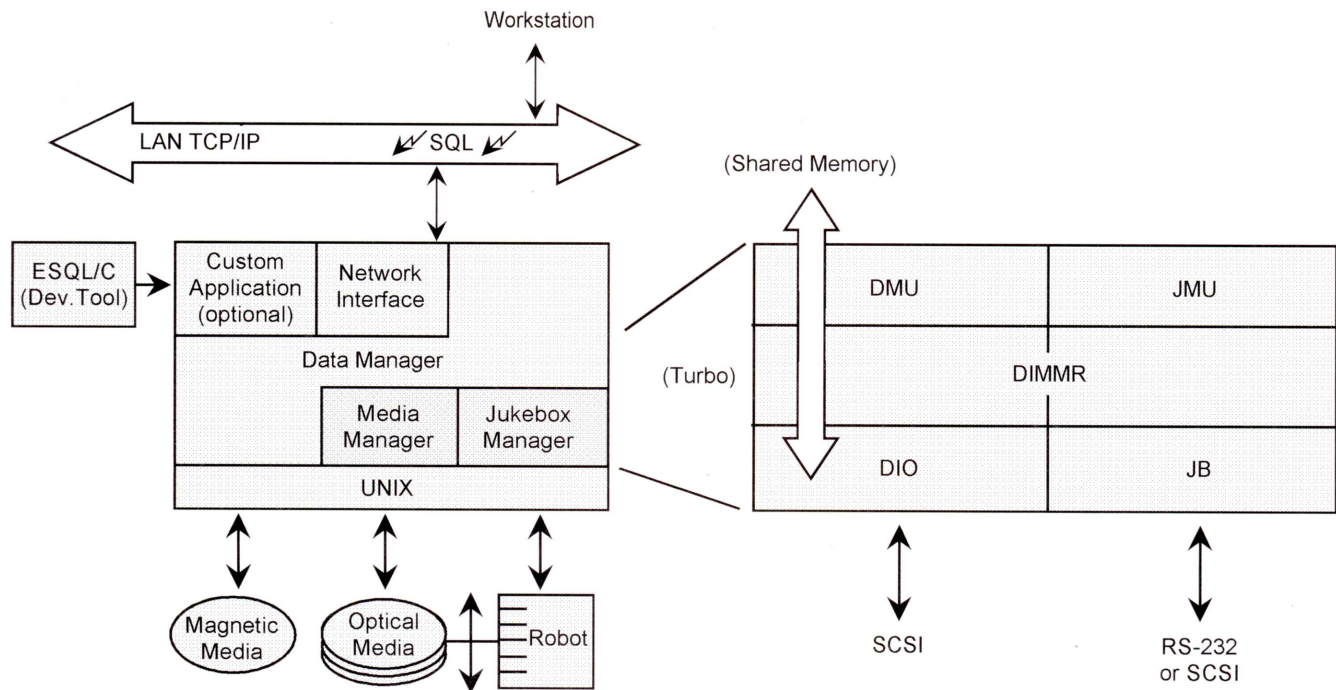 Workstation
LAN TCP/IP
SQL
(Shared Memory)
ESQL/C
(Dev.Tool)
Custom
Application
(optional)
Network
Interface
Data Manager
Media
Manager
Jukebox
Manager
UNIX
Magnetic
Media
Optical
Media
Robot
(Turbo)
DMU
JMU
DIMMR
DIO
JB
SCSI
RS-232
or SCSI